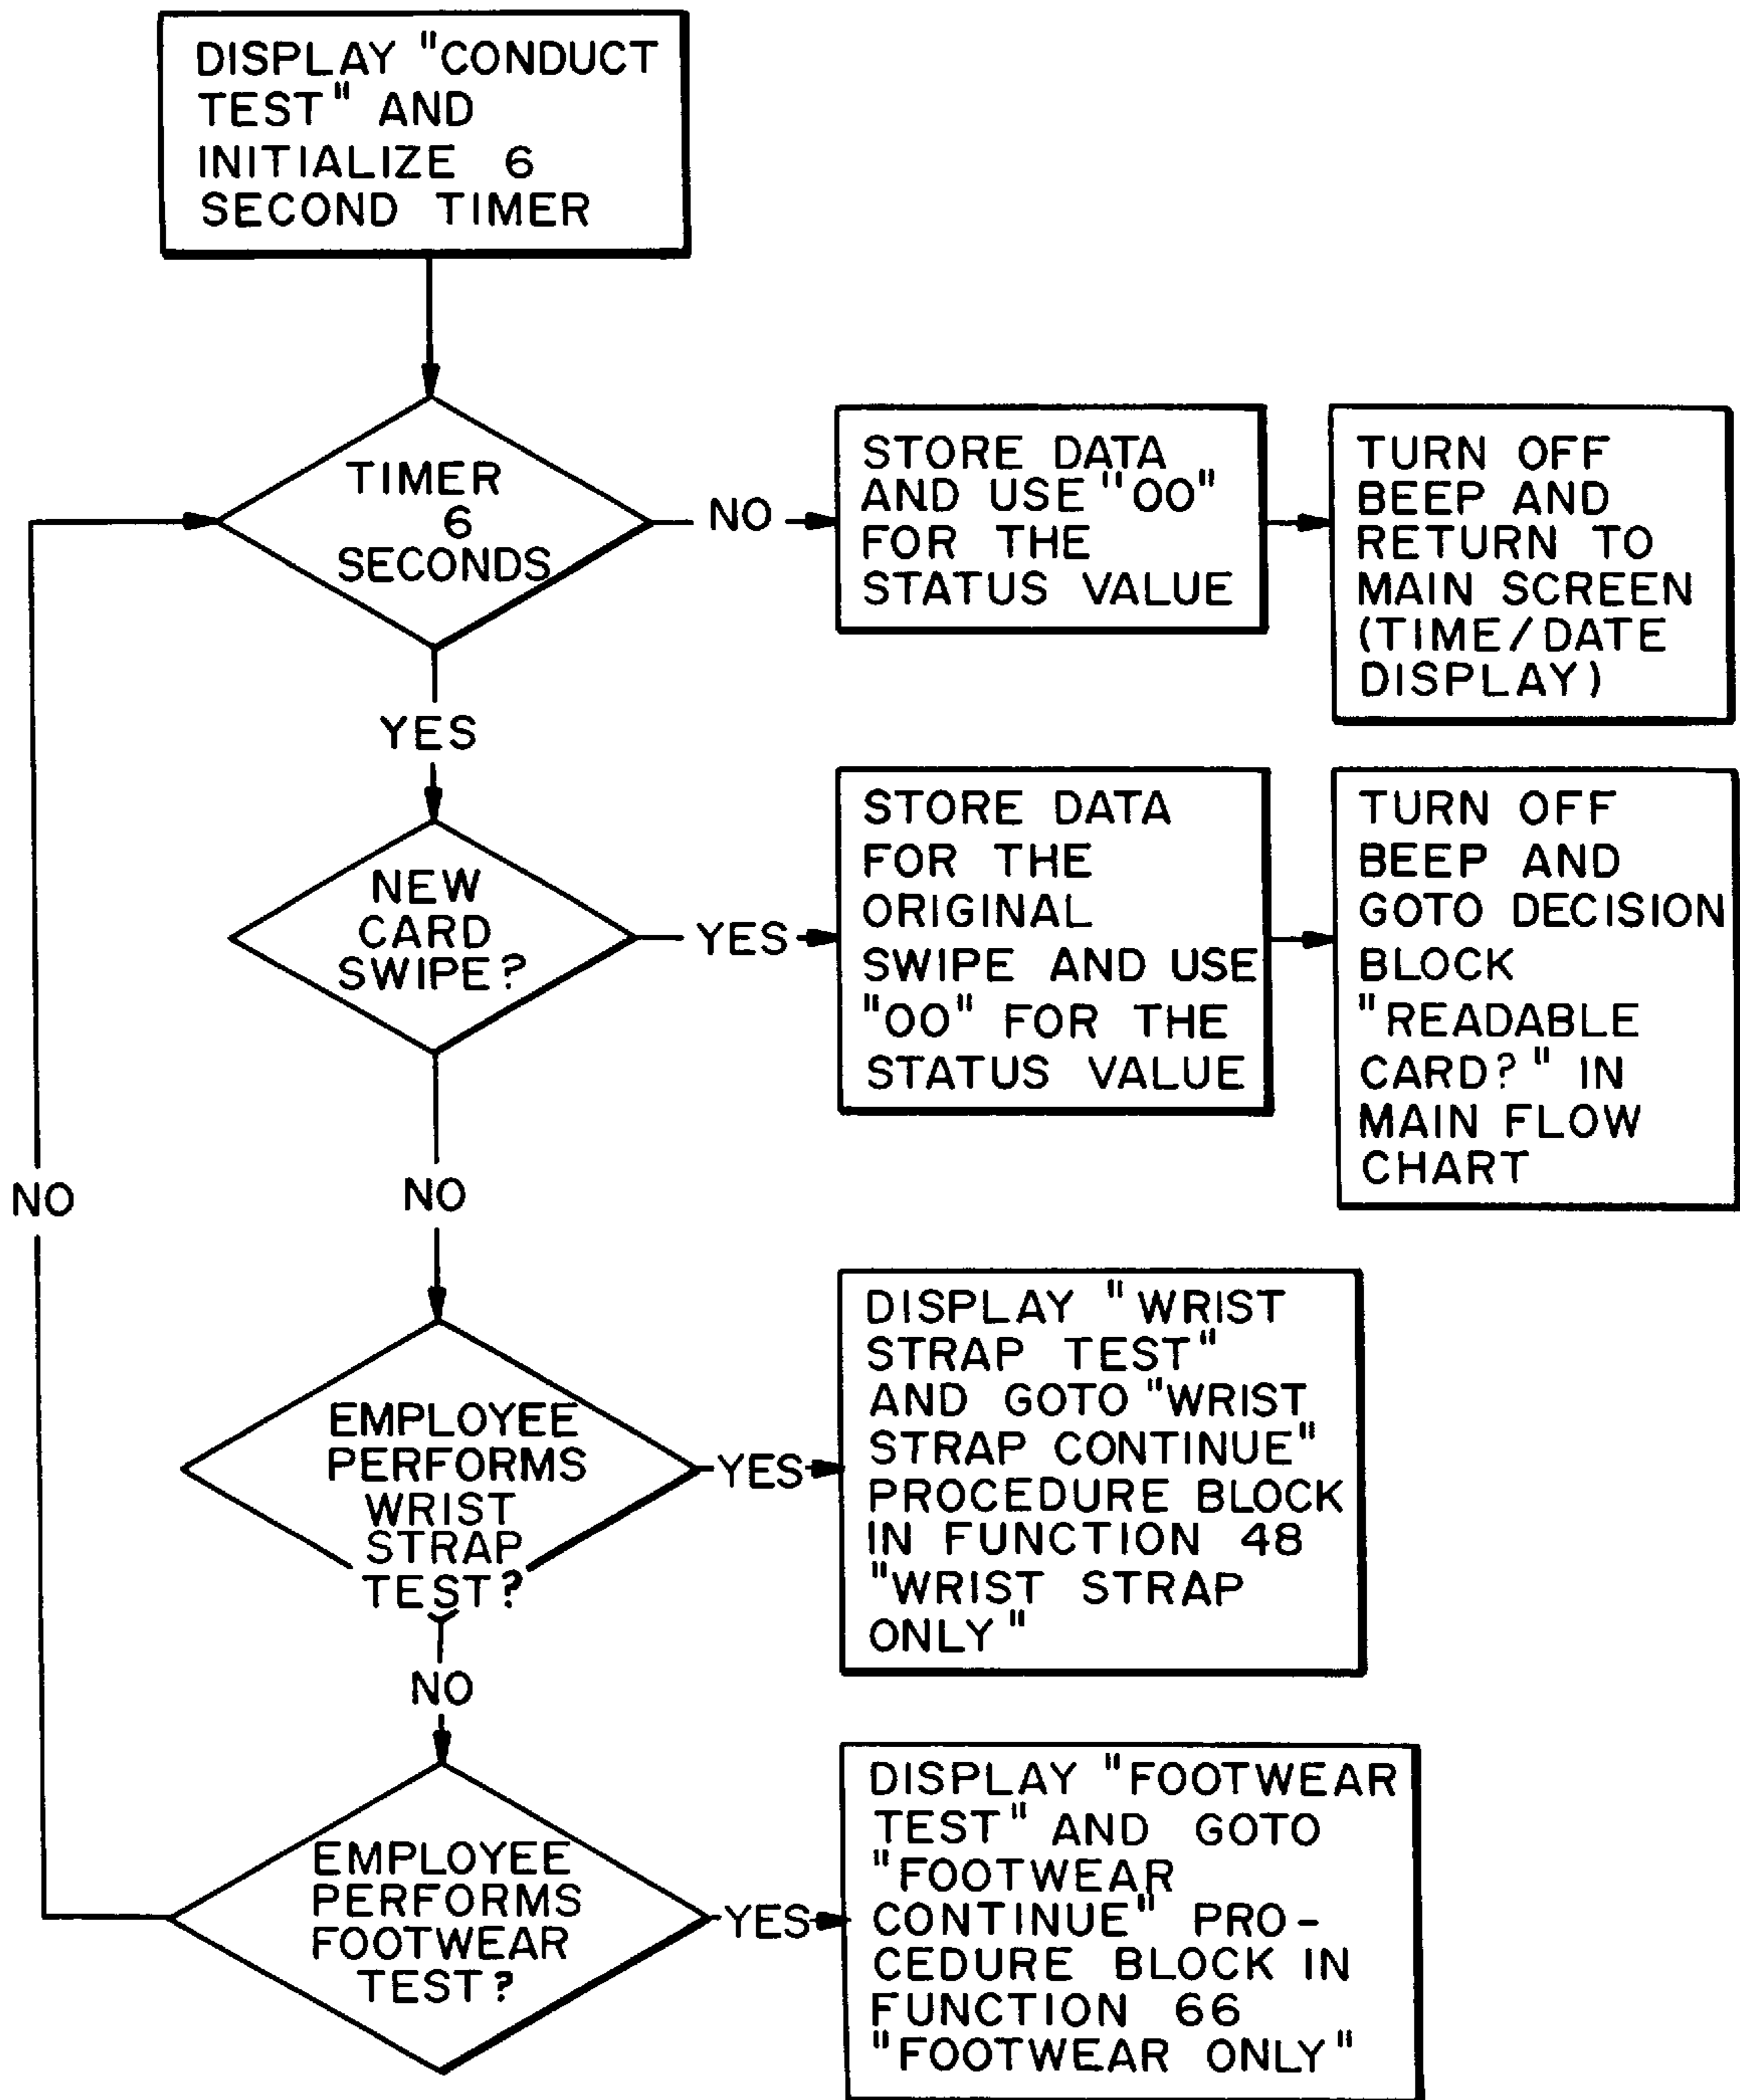 DISPLAY "CONDUCT
TEST" AND
INITIALIZE 6
SECOND TIMER
TIMER
6
SECONDS
NO
STORE DATA
AND USE "00"
FOR THE
STATUS VALUE
TURN OFF
BEEP AND
RETURN TO
MAIN SCREEN
(TIME/DATE
DISPLAY)
YES
NEW
CARD
SWIPE?
YES
STORE DATA
FOR THE
ORIGINAL
SWIPE AND USE
"00" FOR THE
STATUS VALUE
TURN OFF
BEEP AND
GOTO DECISION
BLOCK
"READABLE
CARD?" IN
MAIN FLOW
CHART
NO
NO
EMPLOYEE
PERFORMS
WRIST
STRAP
TEST?
YES
DISPLAY "WRIST
STRAP TEST"
AND GOTO "WRIST
STRAP CONTINUE"
PROCEDURE BLOCK
IN FUNCTION 48
"WRIST STRAP
ONLY"
NO
EMPLOYEE
PERFORMS
FOOTWEAR
TEST?
YES
DISPLAY "FOOTWEAR
TEST" AND GOTO
"FOOTWEAR
CONTINUE" PRO-
CEDURE BLOCK IN
FUNCTION 66
"FOOTWEAR ONLY"